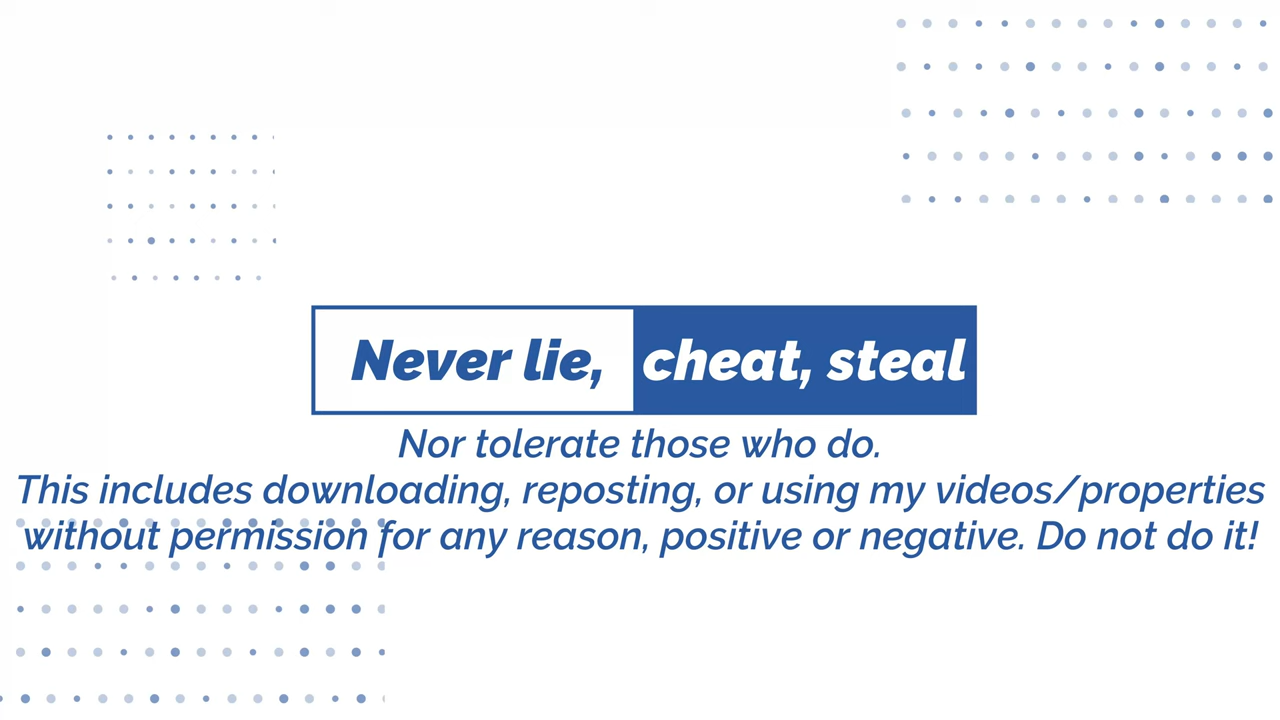 Never lie, cheat, steal
Nor tolerate those who do.
This includes downloading, reposting, or using my videos/properties
without permission for any reason, positive or negative. Do not do it!